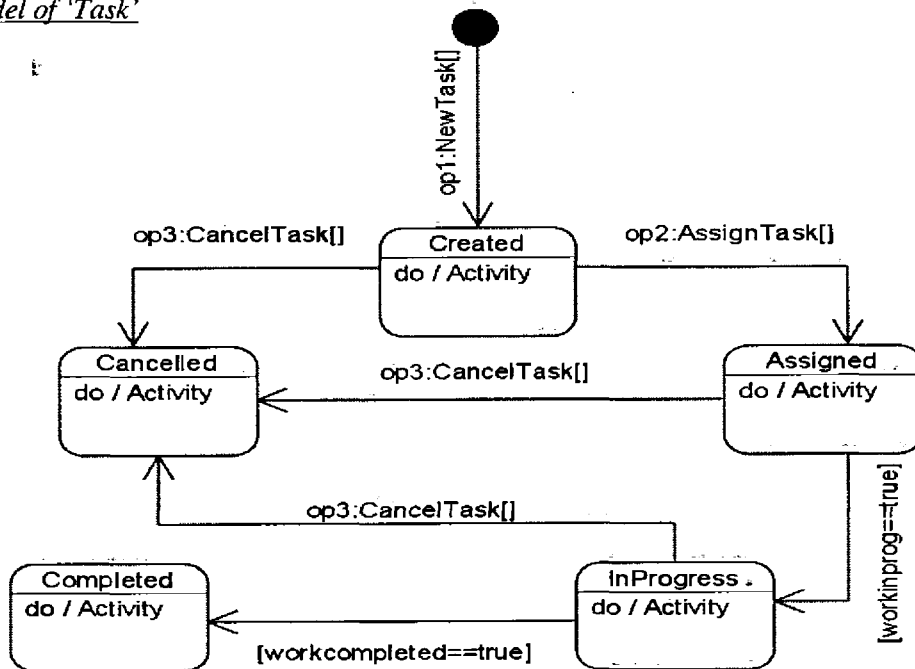 del of 'Task'
op1:NewTask[]
op3:CancelTask[]
Created
op2:AssignTask[]
do / Activity
Cancelled
do / Activity
op3:CancelTask[]
Assigned
do / Activity
[workinprog==true]
op3:CancelTask[]
Completed
do / Activity
InProgress
do / Activity
[workcompleted==true]